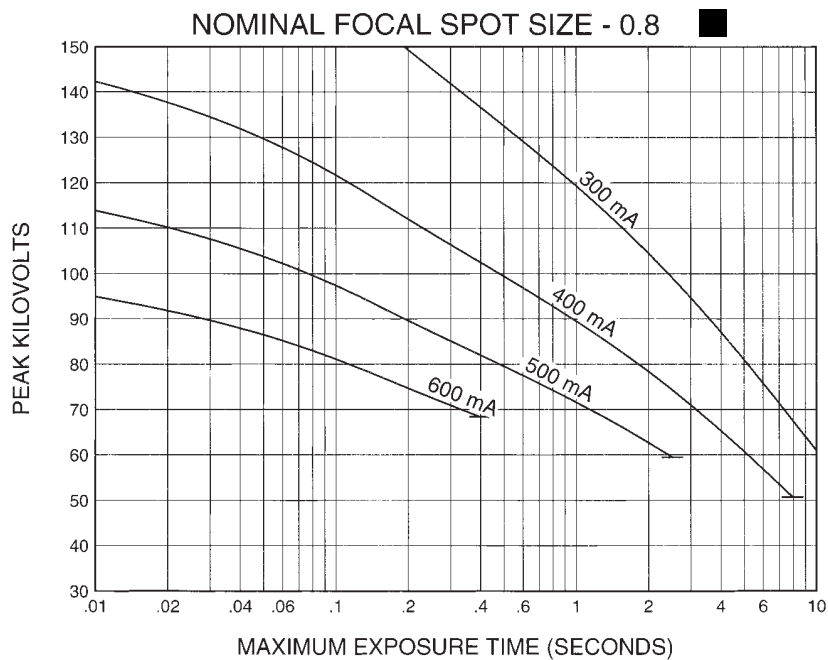 NOMINAL FOCAL SPOT SIZE - 0.8
150
140
130
120
110
100
90
80
70
60
50
40
30
PEAK KILOVOLTS
300 mA
400 mA
500 mA
600 mA
.01 .02 .04 .06 .1 .2 .4 .6 1 2 4 6 10
MAXIMUM EXPOSURE TIME (SECONDS)